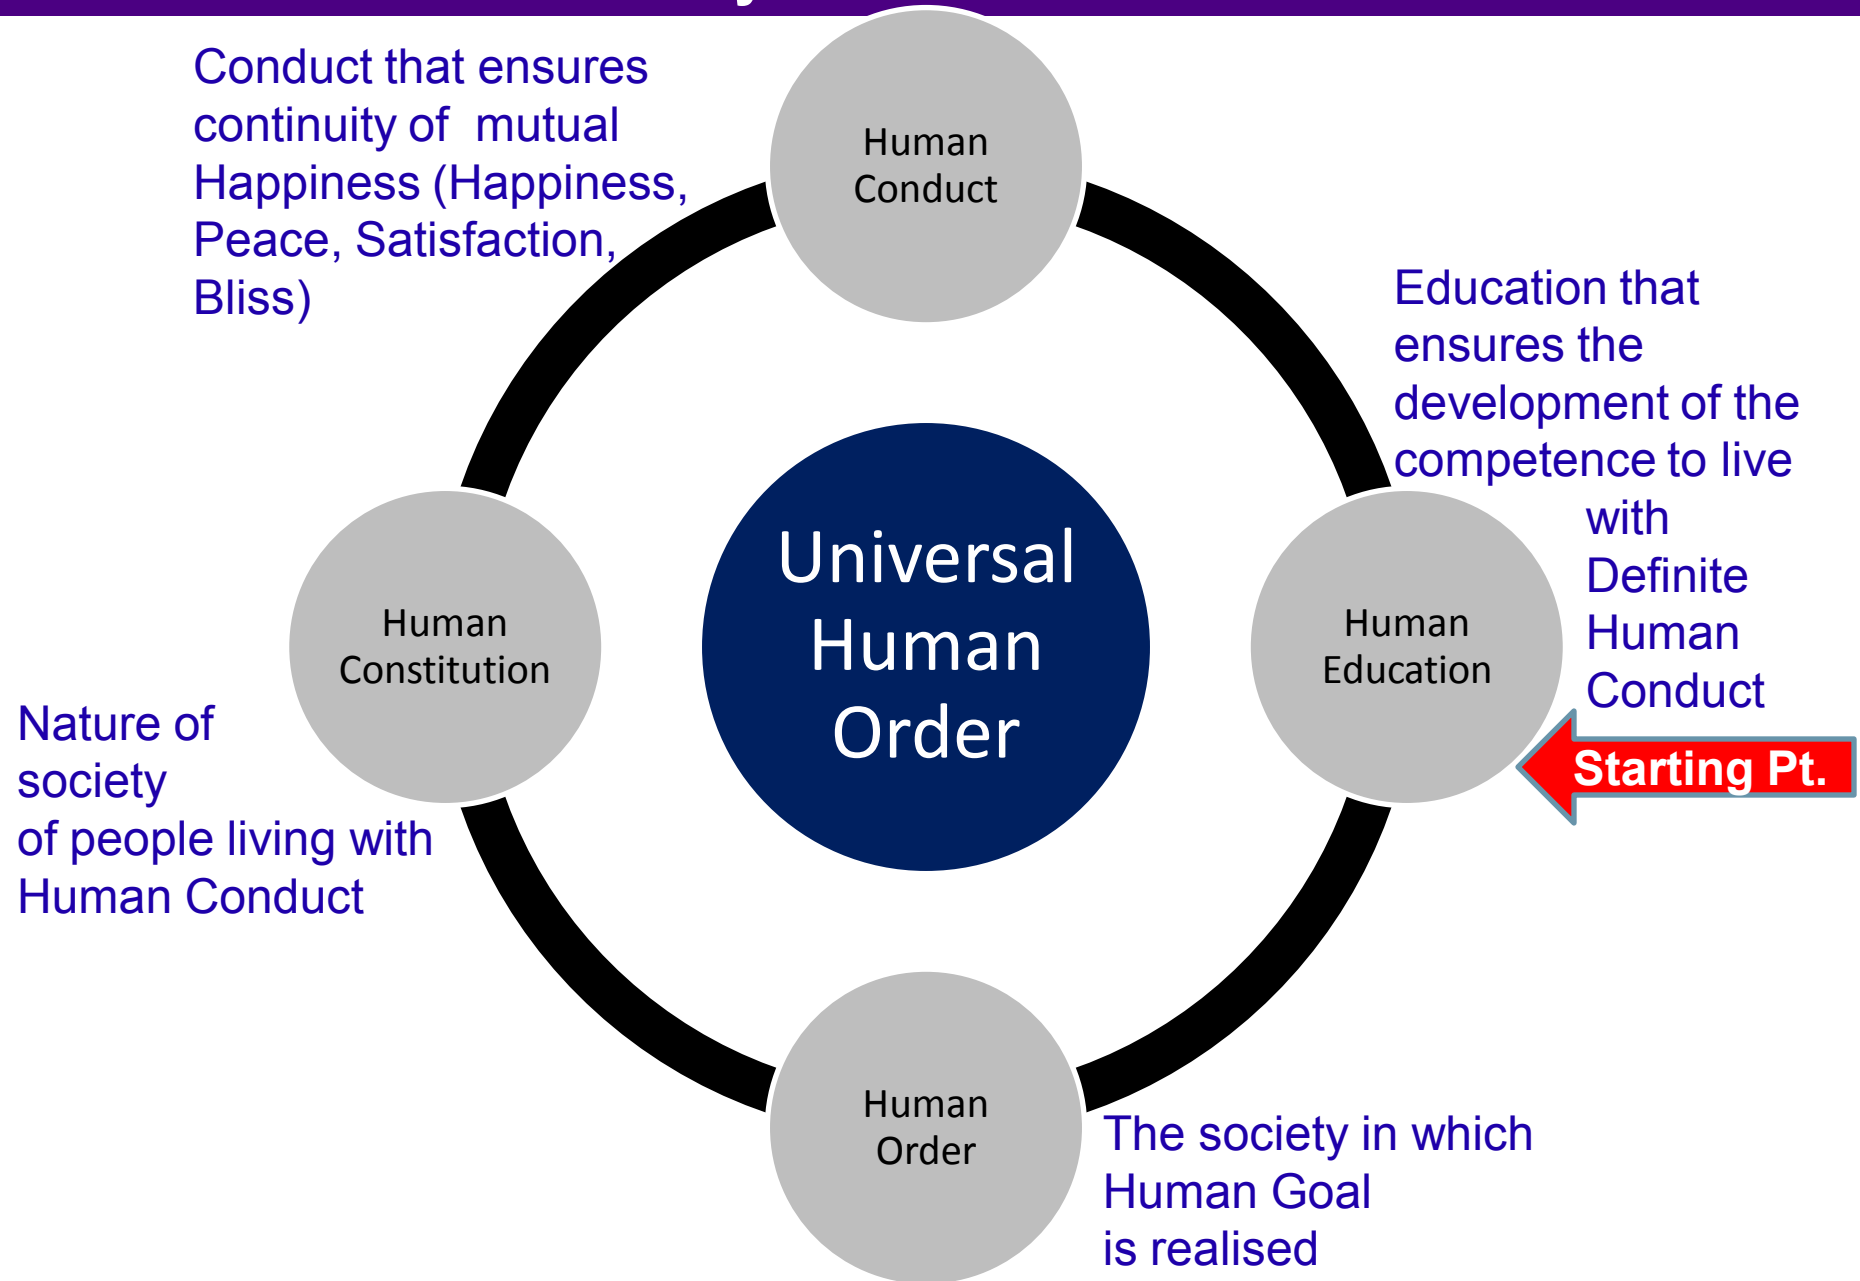 Conduct that ensures
continuity of  mutual
Happiness (Happiness,
Peace, Satisfaction,
Bliss)
Human
Conduct
Education that
ensures the
development of the
competence to live
with
Definite
Human
Conduct
Universal
Human
Order
Human
Constitution
Human
Education
Starting Pt.
Nature of
society
of people living with
Human Conduct
Human
Order
The society in which
Human Goal
is realised